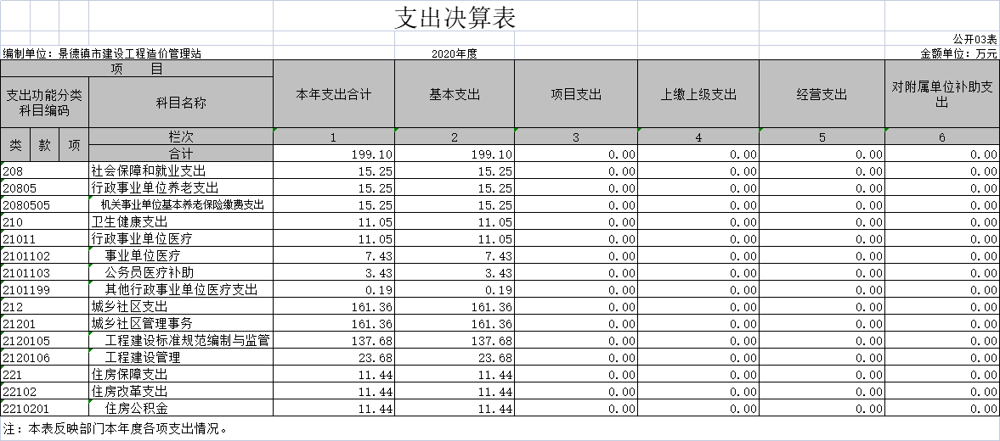 支出决算表
公开03表
编制单位：景德镇市建设工程造价管理站 2020年度 金额单位：万元
项 目 本年支出合计 基本支出 项目支出 上缴上级支出 经营支出 对附属单位补助支出
支出功能分类科目编码 科目名称
类 款 项 栏次 1 2 3 4 5 6
合计 199.10 199.10 0.00 0.00 0.00 0.00
208 社会保障和就业支出 15.25 15.25 0.00 0.00 0.00 0.00
20805 行政事业单位养老支出 15.25 15.25 0.00 0.00 0.00 0.00
2080505 机关事业单位基本养老保险缴费支出 15.25 15.25 0.00 0.00 0.00 0.00
210 卫生健康支出 11.05 11.05 0.00 0.00 0.00 0.00
21011 行政事业单位医疗 11.05 11.05 0.00 0.00 0.00 0.00
2101102 事业单位医疗 7.43 7.43 0.00 0.00 0.00 0.00
2101103 公务员医疗补助 3.43 3.43 0.00 0.00 0.00 0.00
2101199 其他行政事业单位医疗支出 0.19 0.19 0.00 0.00 0.00 0.00
212 城乡社区支出 161.36 161.36 0.00 0.00 0.00 0.00
21201 城乡社区管理事务 161.36 161.36 0.00 0.00 0.00 0.00
2120105 工程建设标准规范编制与监管 137.68 137.68 0.00 0.00 0.00 0.00
2120106 工程建设管理 23.68 23.68 0.00 0.00 0.00 0.00
221 住房保障支出 11.44 11.44 0.00 0.00 0.00 0.00
22102 住房改革支出 11.44 11.44 0.00 0.00 0.00 0.00
2210201 住房公积金 11.44 11.44 0.00 0.00 0.00 0.00
注：本表反映部门本年度各项支出情况。